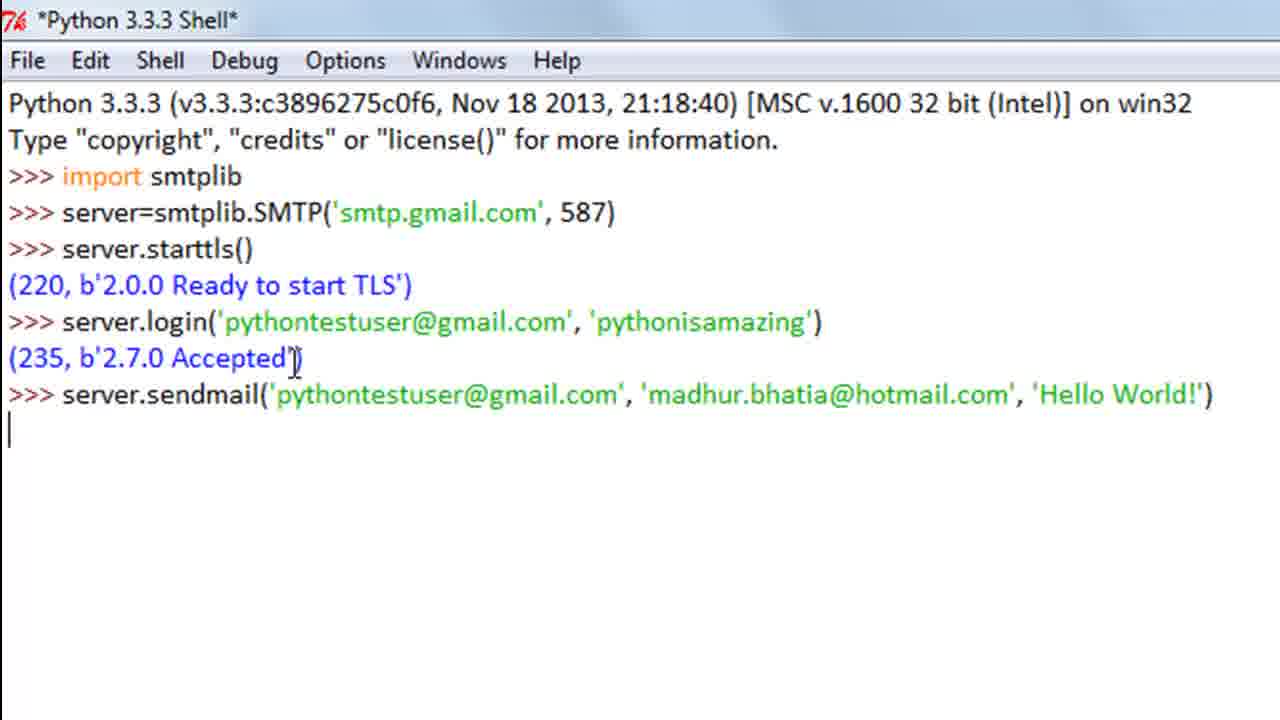 *Python 3.3.3 Shell*
File Edit Shell Debug Options Windows Help
Python 3.3.3 (v3.3.3:c3896275c0f6, Nov 18 2013, 21:18:40) [MSC v.1600 32 bit (Intel)] on win32
Type "copyright", "credits" or "license()" for more information.
>>> import smtplib
>>> server=smtplib.SMTP('smtp.gmail.com', 587)
>>> server.starttls()
(220, b'2.0.0 Ready to start TLS')
>>> server.login('pythontestuser@gmail.com', 'pythonisamazing')
(235, b'2.7.0 Accepted')
>>> server.sendmail('pythontestuser@gmail.com', 'madhur.bhatia@hotmail.com', 'Hello World!')